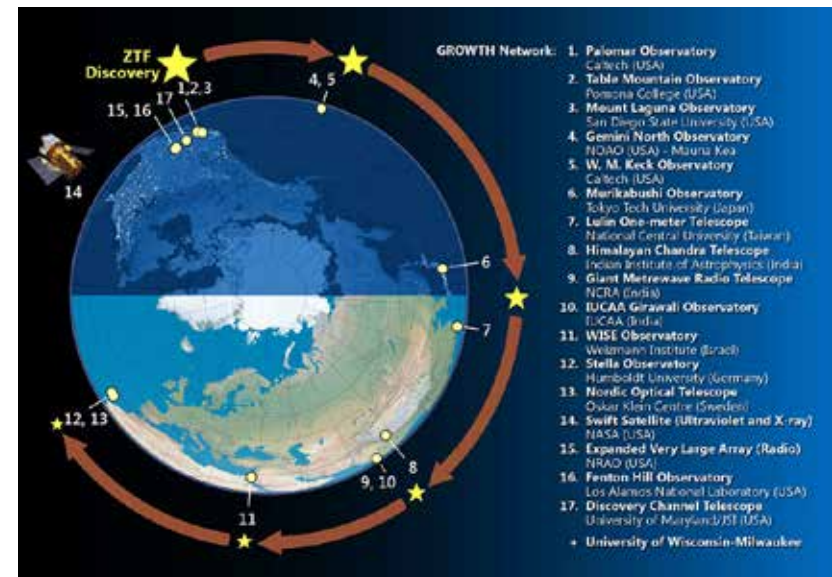 ZTF
Discovery
1,2,3
17
15, 16
4, 5
14
6
7
8
9, 10
11
12, 13
GROWTH Network: 1. Palomar Observatory
Caltech (USA)
2. Table Mountain Observatory
Pomona College (USA)
3. Mount Laguna Observatory
San Diego State University (USA)
4. Gemini North Observatory
NOAO (USA) - Mauna Kea
5. W. M. Keck Observatory
Caltech (USA)
6. Murikabushi Observatory
Tokyo Tech University (Japan)
7. Lulin One-meter Telescope
National Central University (Taiwan)
8. Himalayan Chandra Telescope
Indian Institute of Astrophysics (India)
9. Giant Metrewave Radio Telescope
NCRA (India)
10. IUCAA Girawali Observatory
IUCAA (India)
11. WISE Observatory
Weizmann Institute (Israel)
12. Stella Observatory
Humboldt University (Germany)
13. Nordic Optical Telescope
Oskar Klein Centre (Sweden)
14. Swift Satellite (Ultraviolet and X-ray)
NASA (USA)
15. Expanded Very Large Array (Radio)
NRAO (USA)
16. Fenton Hill Observatory
Los Alamos National Laboratory (USA)
17. Discovery Channel Telescope
University of Maryland/JSI (USA)
+ University of Wisconsin-Milwaukee